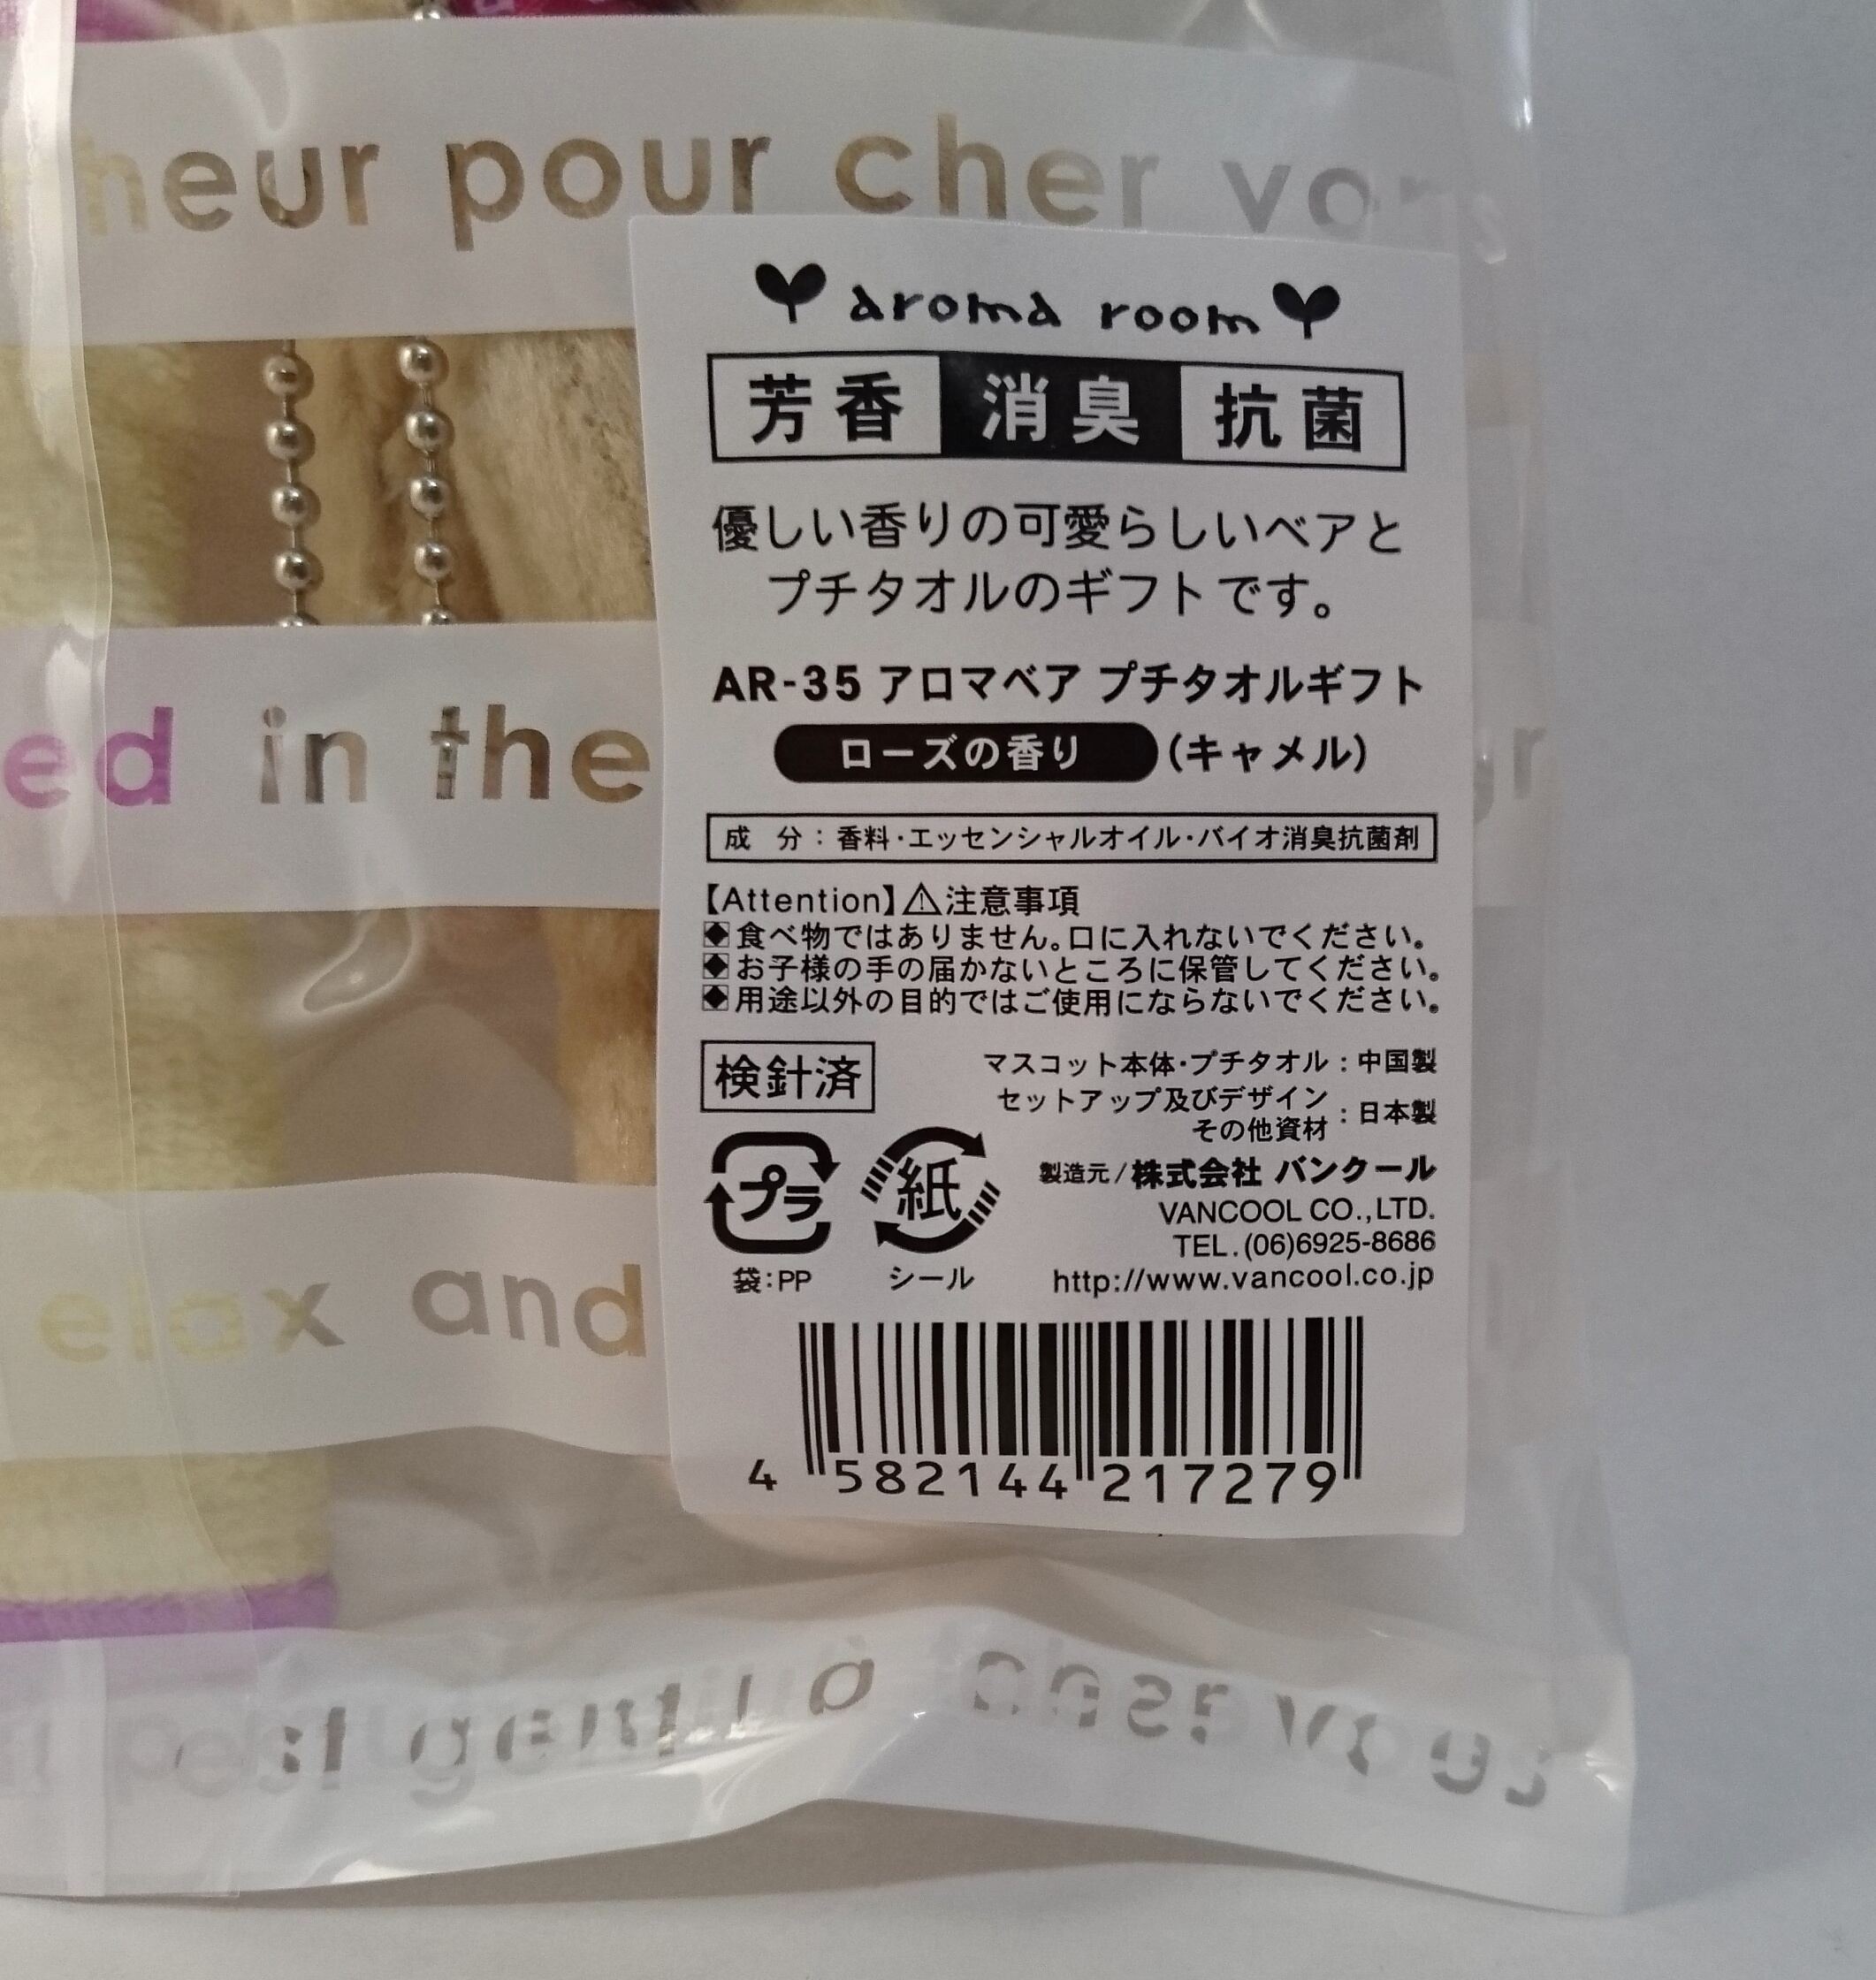 heur pour cher vors
aroma room
芳香 消臭 抗菌
優しい香りの可愛らしいベアと
プチタオルのギフトです。
AR-35 アロマベア プチタオルギフト
ローズの香り (キャメル)
ed in the
成 分：香料・エッセンシャルオイル・バイオ消臭抗菌剤
【Attention】⚠注意事項
◆食べ物ではありません。口に入れないでください。
◆お子様の手の届かないところに保管してください。
◆用途以外の目的ではご使用にならないでください。
検針済
マスコット本体・プチタオル：中国製
セットアップ及びデザイン
その他資材：日本製
プラ
紙
製造元/株式会社 バンクール
VANCOOL CO.,LTD.
TEL.(06)6925-8686
袋：PP
シール
http://www.vancool.co.jp
elax and
4 582144 217279